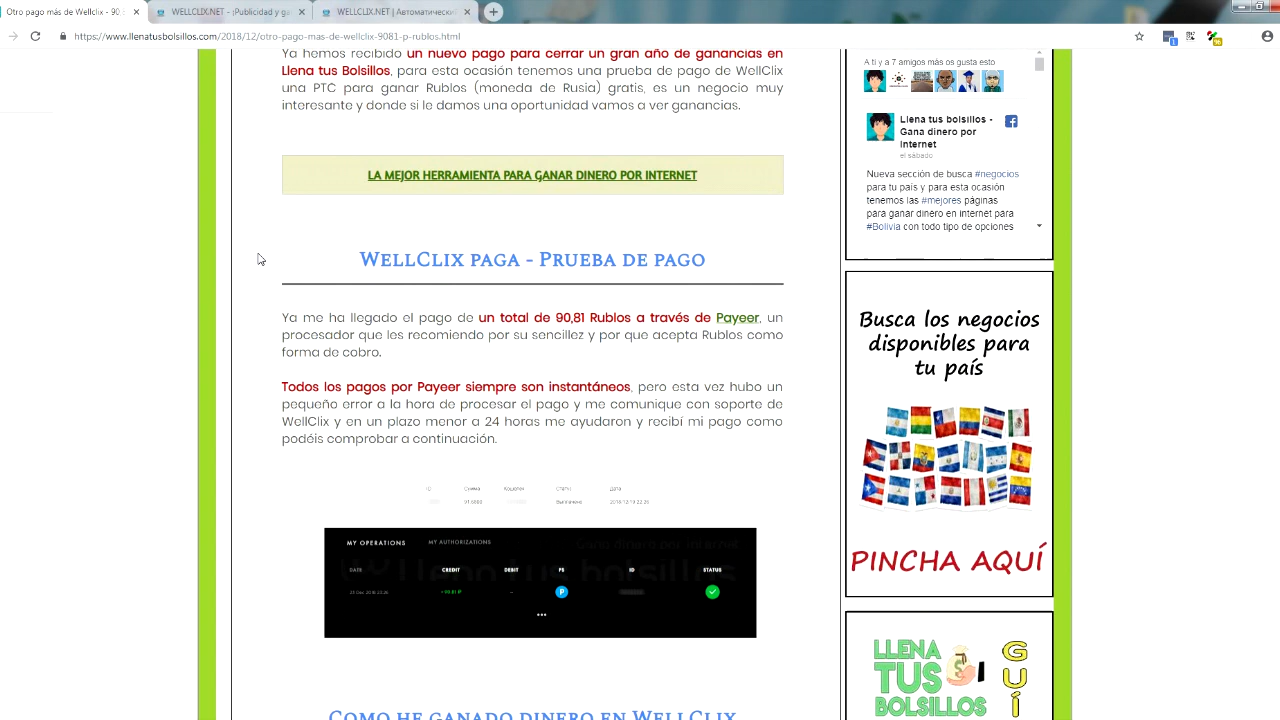 Otro pago más de Wellclix - 90,8
WELLCLIX.NET - ¡Publicidad y ga
WELLCLIX.NET | Автоматический
https://www.llenatusbolsillos.com/2018/12/otro-pago-mas-de-wellclix-9081-p-rublos.html
Ya hemos recibido un nuevo pago para cerrar un gran año de ganancias en
Llena tus Bolsillos, para esta ocasión tenemos una prueba de pago de WellClix
una PTC para ganar Rublos (moneda de Rusia) gratis, es un negocio muy
interesante y donde si le damos una oportunidad vamos a ver ganancias.
LA MEJOR HERRAMIENTA PARA GANAR DINERO POR INTERNET
WellClix paga - Prueba de pago
Ya me ha llegado el pago de un total de 90,81 Rublos a través de Payeer, un
procesador que les recomiendo por su sencillez y por que acepta Rublos como
forma de cobro.
Todos los pagos por Payeer siempre son instantáneos, pero esta vez hubo un
pequeño error a la hora de procesar el pago y me comunique con soporte de
WellClix y en un plazo menor a 24 horas me ayudaron y recibí mi pago como
podéis comprobar a continuación.
MY OPERATIONS MY AUTHORIZATIONS
DATE CREDIT DEBIT PS ID STATUS
Como he ganado dinero en WellClix
A ti y a 7 amigos más os gusta esto
Llena tus bolsillos -
Gana dinero por
Internet
el sábado
Nueva sección de busca #negocios
para tu país y para esta ocasión
tenemos las #mejores páginas
para ganar dinero en internet para
#Bolivia con todo tipo de opciones
Busca los negocios
disponibles para
tu país
PINCHA AQUÍ
LLENA
TUS
BOLSILLOS
G
U
Í